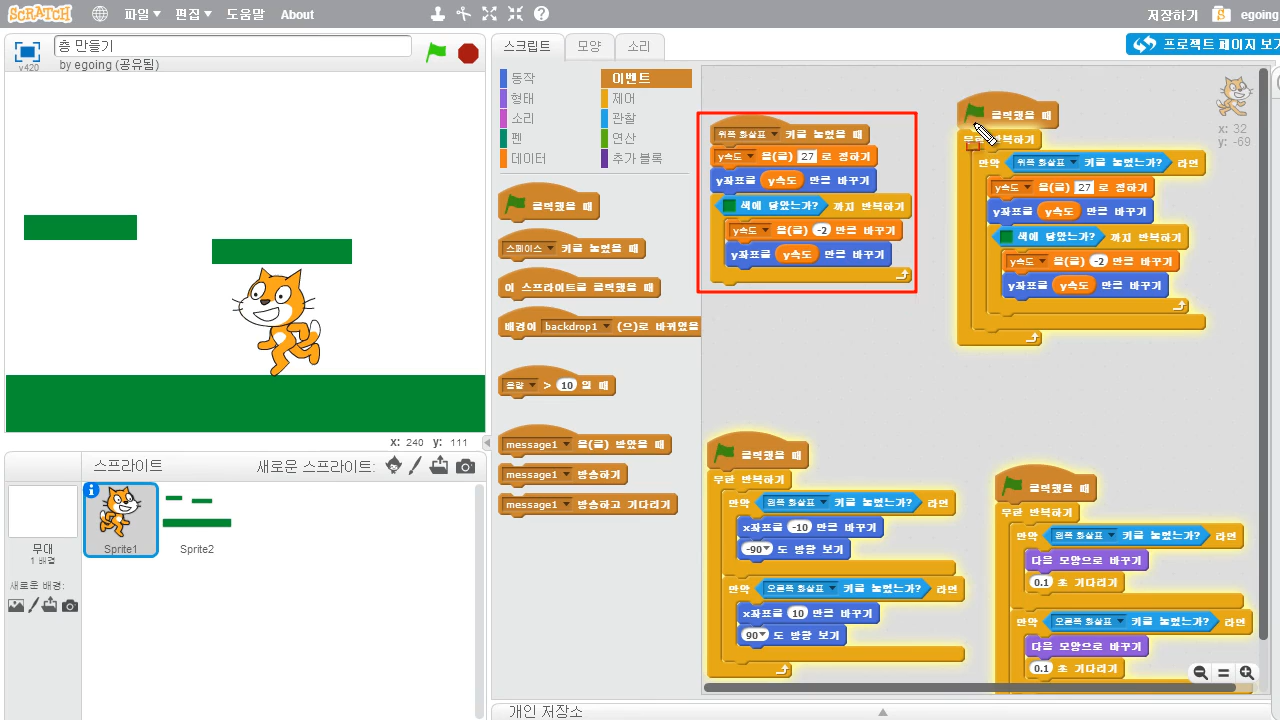 SCRATCH 파일 편집 도움말 About 저장하기 egoing
v420
총 만들기
by egoing (공유됨)
스크립트 모양 소리 프로젝트 페이지 보기
동작 이벤트
형태 제어
소리 관찰
펜 연산
데이터 추가 블록
클릭했을 때
스페이스 키를 눌렀을 때
이 스프라이트를 클릭했을 때
배경이 backdrop1 (으)로 바뀌었을
음량 > 10 일 때
message1 을(를) 받았을 때
message1 방송하기
message1 방송하고 기다리기
위쪽 화살표 키를 눌렀을 때
y속도 을(를) 27 로 정하기
y좌표를 y속도 만큼 바꾸기
색에 닿았는가? 까지 반복하기
y속도 을(를) -2 만큼 바꾸기
y좌표를 y속도 만큼 바꾸기
클릭했을 때
무한 반복하기
만약 위쪽 화살표 키를 눌렀는가? 라면
y속도 을(를) 27 로 정하기
y좌표를 y속도 만큼 바꾸기
색에 닿았는가? 까지 반복하기
y속도 을(를) -2 만큼 바꾸기
y좌표를 y속도 만큼 바꾸기
x: 32
y: -69
클릭했을 때
무한 반복하기
만약 왼쪽 화살표 키를 눌렀는가? 라면
x좌표를 -10 만큼 바꾸기
-90 도 방향 보기
만약 오른쪽 화살표 키를 눌렀는가? 라면
x좌표를 10 만큼 바꾸기
90 도 방향 보기
클릭했을 때
무한 반복하기
만약 왼쪽 화살표 키를 눌렀는가? 라면
다음 모양으로 바꾸기
0.1 초 기다리기
만약 오른쪽 화살표 키를 눌렀는가? 라면
다음 모양으로 바꾸기
0.1 초 기다리기
x: 240 y: 111
스프라이트 새로운 스프라이트:
무대
1 배경
Sprite1
Sprite2
새로운 배경:
개인 저장소